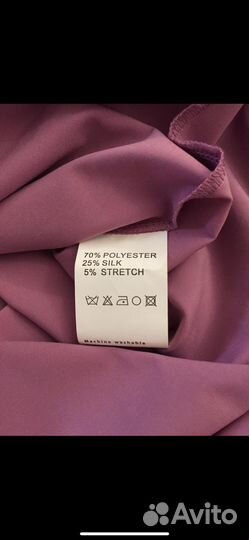 70% POLYESTER
25% SILK
5% STRETCH
Machine washable
Avito